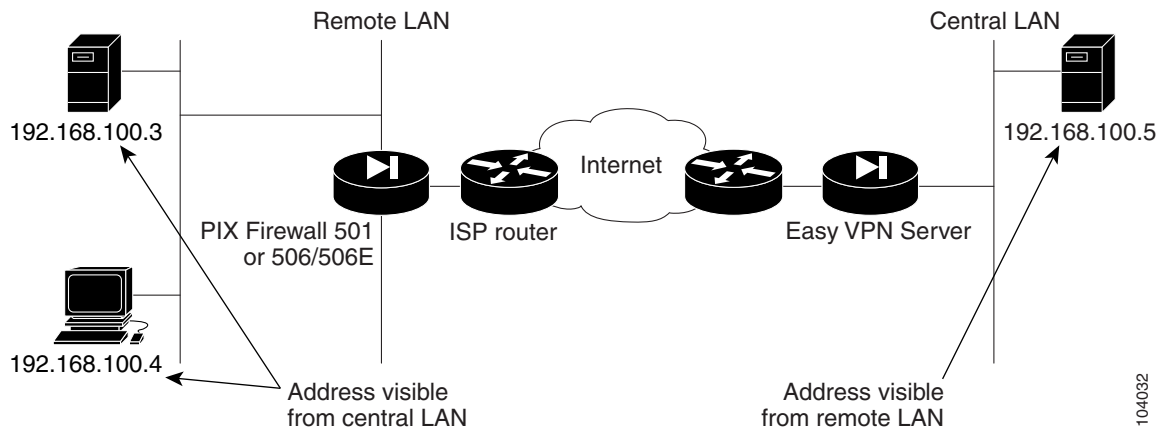 Remote LAN
Central LAN
192.168.100.3
192.168.100.5
Internet
PIX Firewall 501
or 506/506E
ISP router
Easy VPN Server
192.168.100.4
Address visible
from central LAN
Address visible
from remote LAN
104032